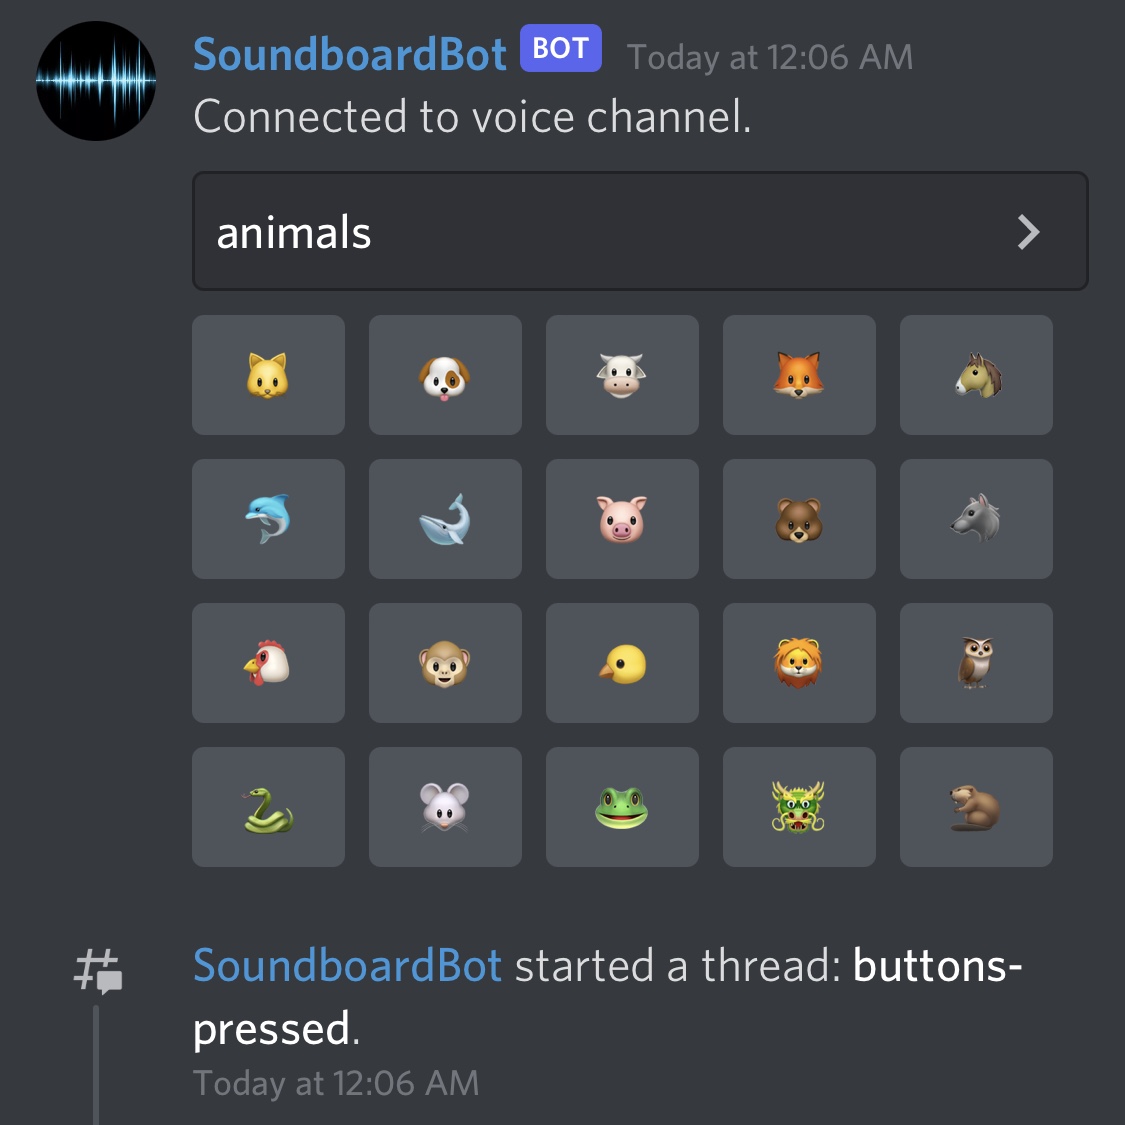 SoundboardBot BOT Today at 12:06 AM
Connected to voice channel.
animals
SoundboardBot started a thread: buttons-
pressed.
Today at 12:06 AM